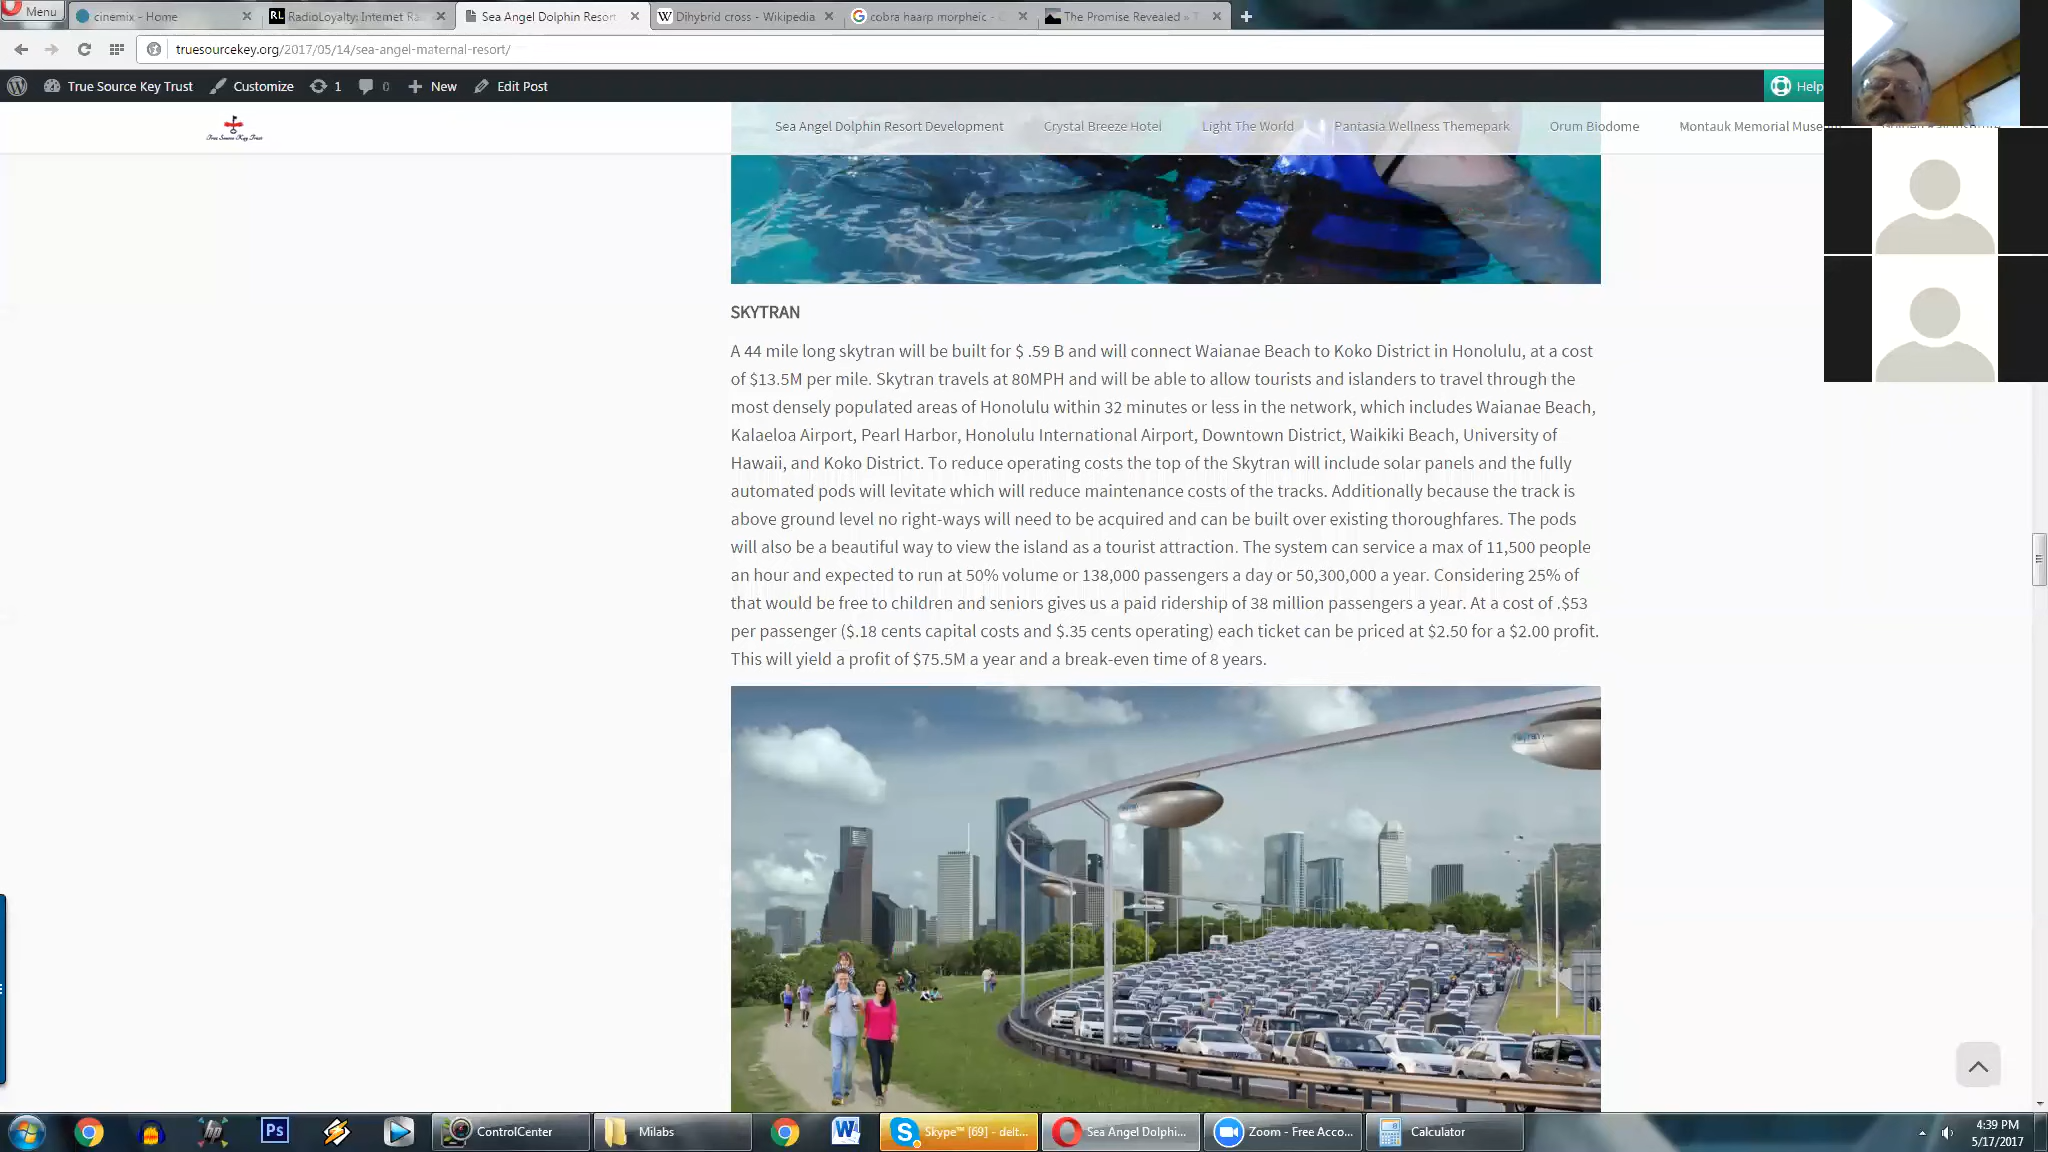 Menu
cinemix - Home
RL RadioLoyalty: Internet Ra
Sea Angel Dolphin Resort
W Dihybrid cross - Wikipedia
cobra haarp morpheic -
The Promise Revealed » T
truesourcekey.org/2017/05/14/sea-angel-maternal-resort/
True Source Key Trust
Customize
1
0
New
Edit Post
Help
True Source Key Trust
Sea Angel Dolphin Resort Development
Crystal Breeze Hotel
Light The World
Pantasia Wellness Themepark
Orum Biodome
Montauk Memorial
SKYTRAN
A 44 mile long skytran will be built for $ .59 B and will connect Waianae Beach to Koko District in Honolulu, at a cost
of $13.5M per mile. Skytran travels at 80MPH and will be able to allow tourists and islanders to travel through the
most densely populated areas of Honolulu within 32 minutes or less in the network, which includes Waianae Beach,
Kalaeloa Airport, Pearl Harbor, Honolulu International Airport, Downtown District, Waikiki Beach, University of
Hawaii, and Koko District. To reduce operating costs the top of the Skytran will include solar panels and the fully
automated pods will levitate which will reduce maintenance costs of the tracks. Additionally because the track is
above ground level no right-ways will need to be acquired and can be built over existing thoroughfares. The pods
will also be a beautiful way to view the island as a tourist attraction. The system can service a max of 11,500 people
an hour and expected to run at 50% volume or 138,000 passengers a day or 50,300,000 a year. Considering 25% of
that would be free to children and seniors gives us a paid ridership of 38 million passengers a year. At a cost of .$53
per passenger ($.18 cents capital costs and $.35 cents operating) each ticket can be priced at $2.50 for a $2.00 profit.
This will yield a profit of $75.5M a year and a break-even time of 8 years.
hp
Ps
ControlCenter
Milabs
W
Skype™ [69] - delt...
Sea Angel Dolphi...
Zoom - Free Acco...
Calculator
4:39 PM
5/17/2017